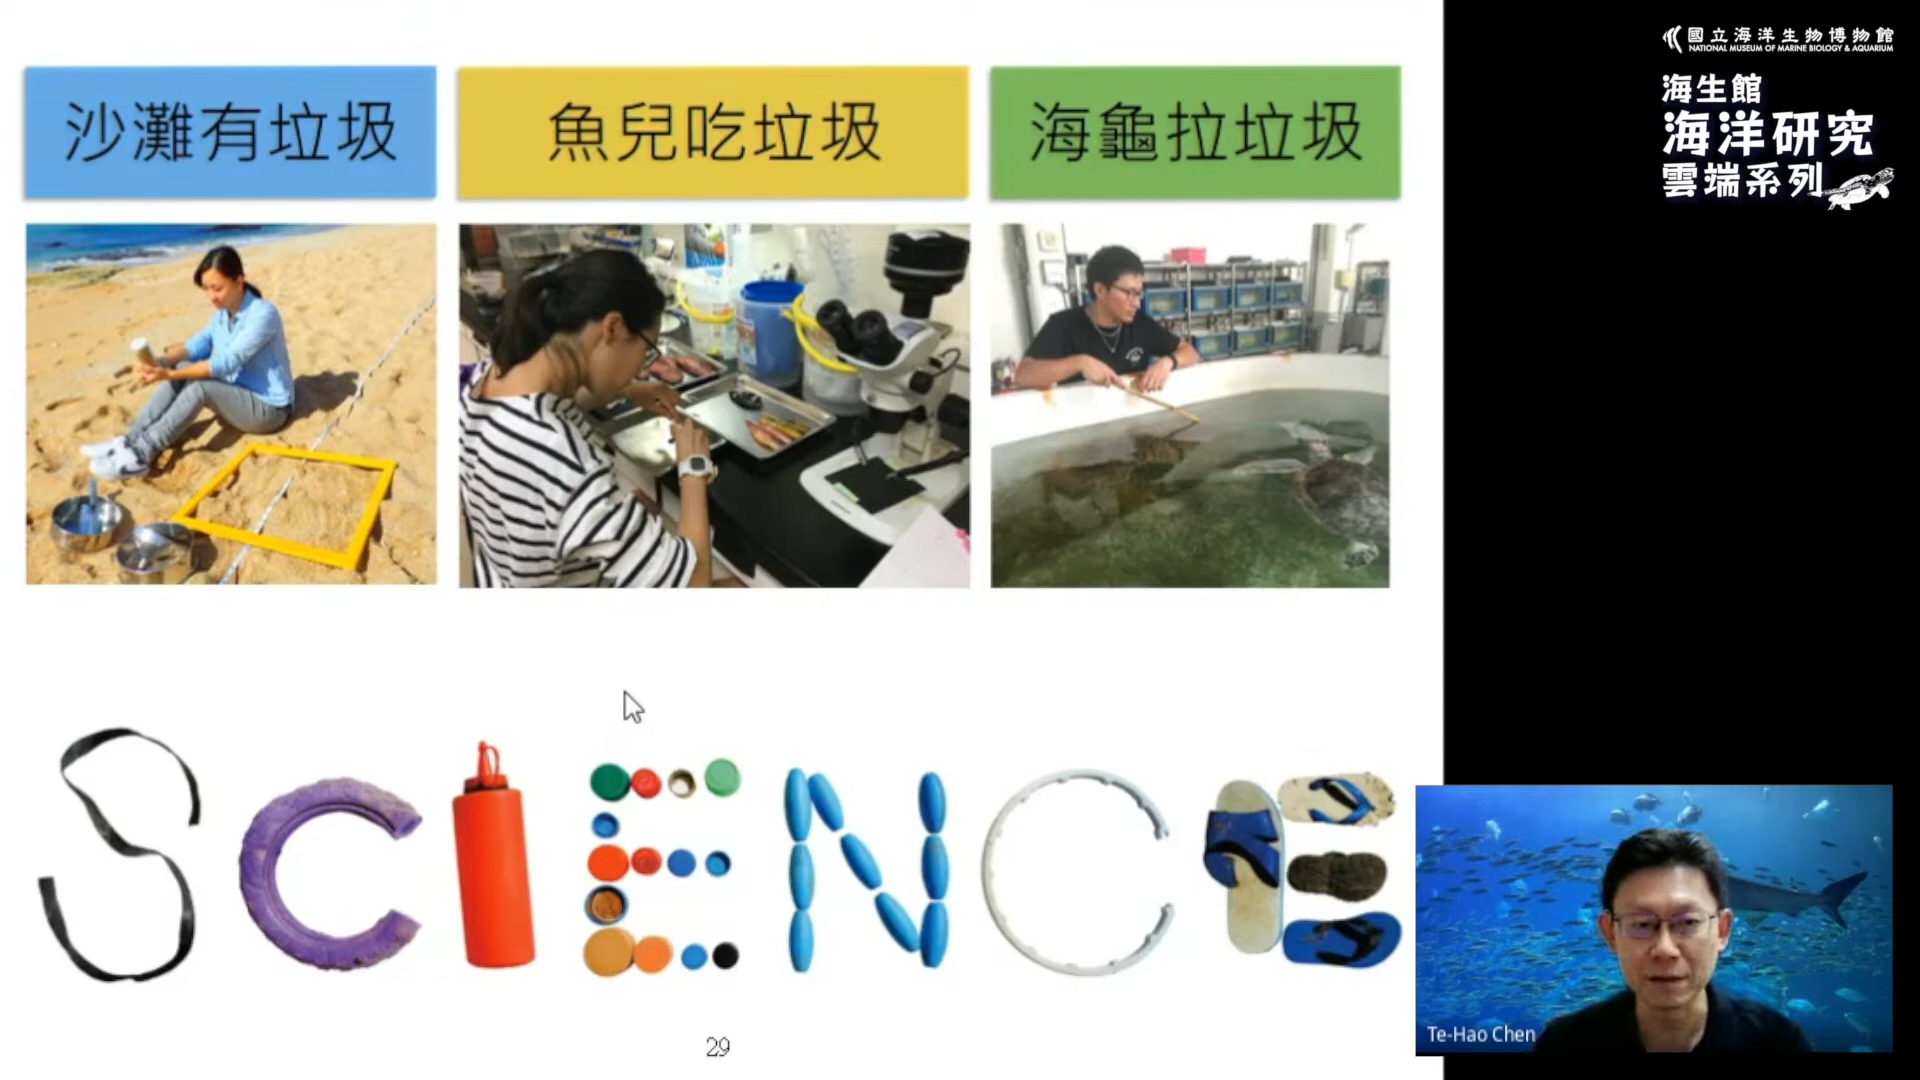 沙灘有垃圾
魚兒吃垃圾
海龜拉垃圾
SCIENCE
29
國立海洋生物博物館
NATIONAL MUSEUM OF MARINE BIOLOGY & AQUARIUM
海生館
海洋研究
雲端系列
Te-Hao Chen